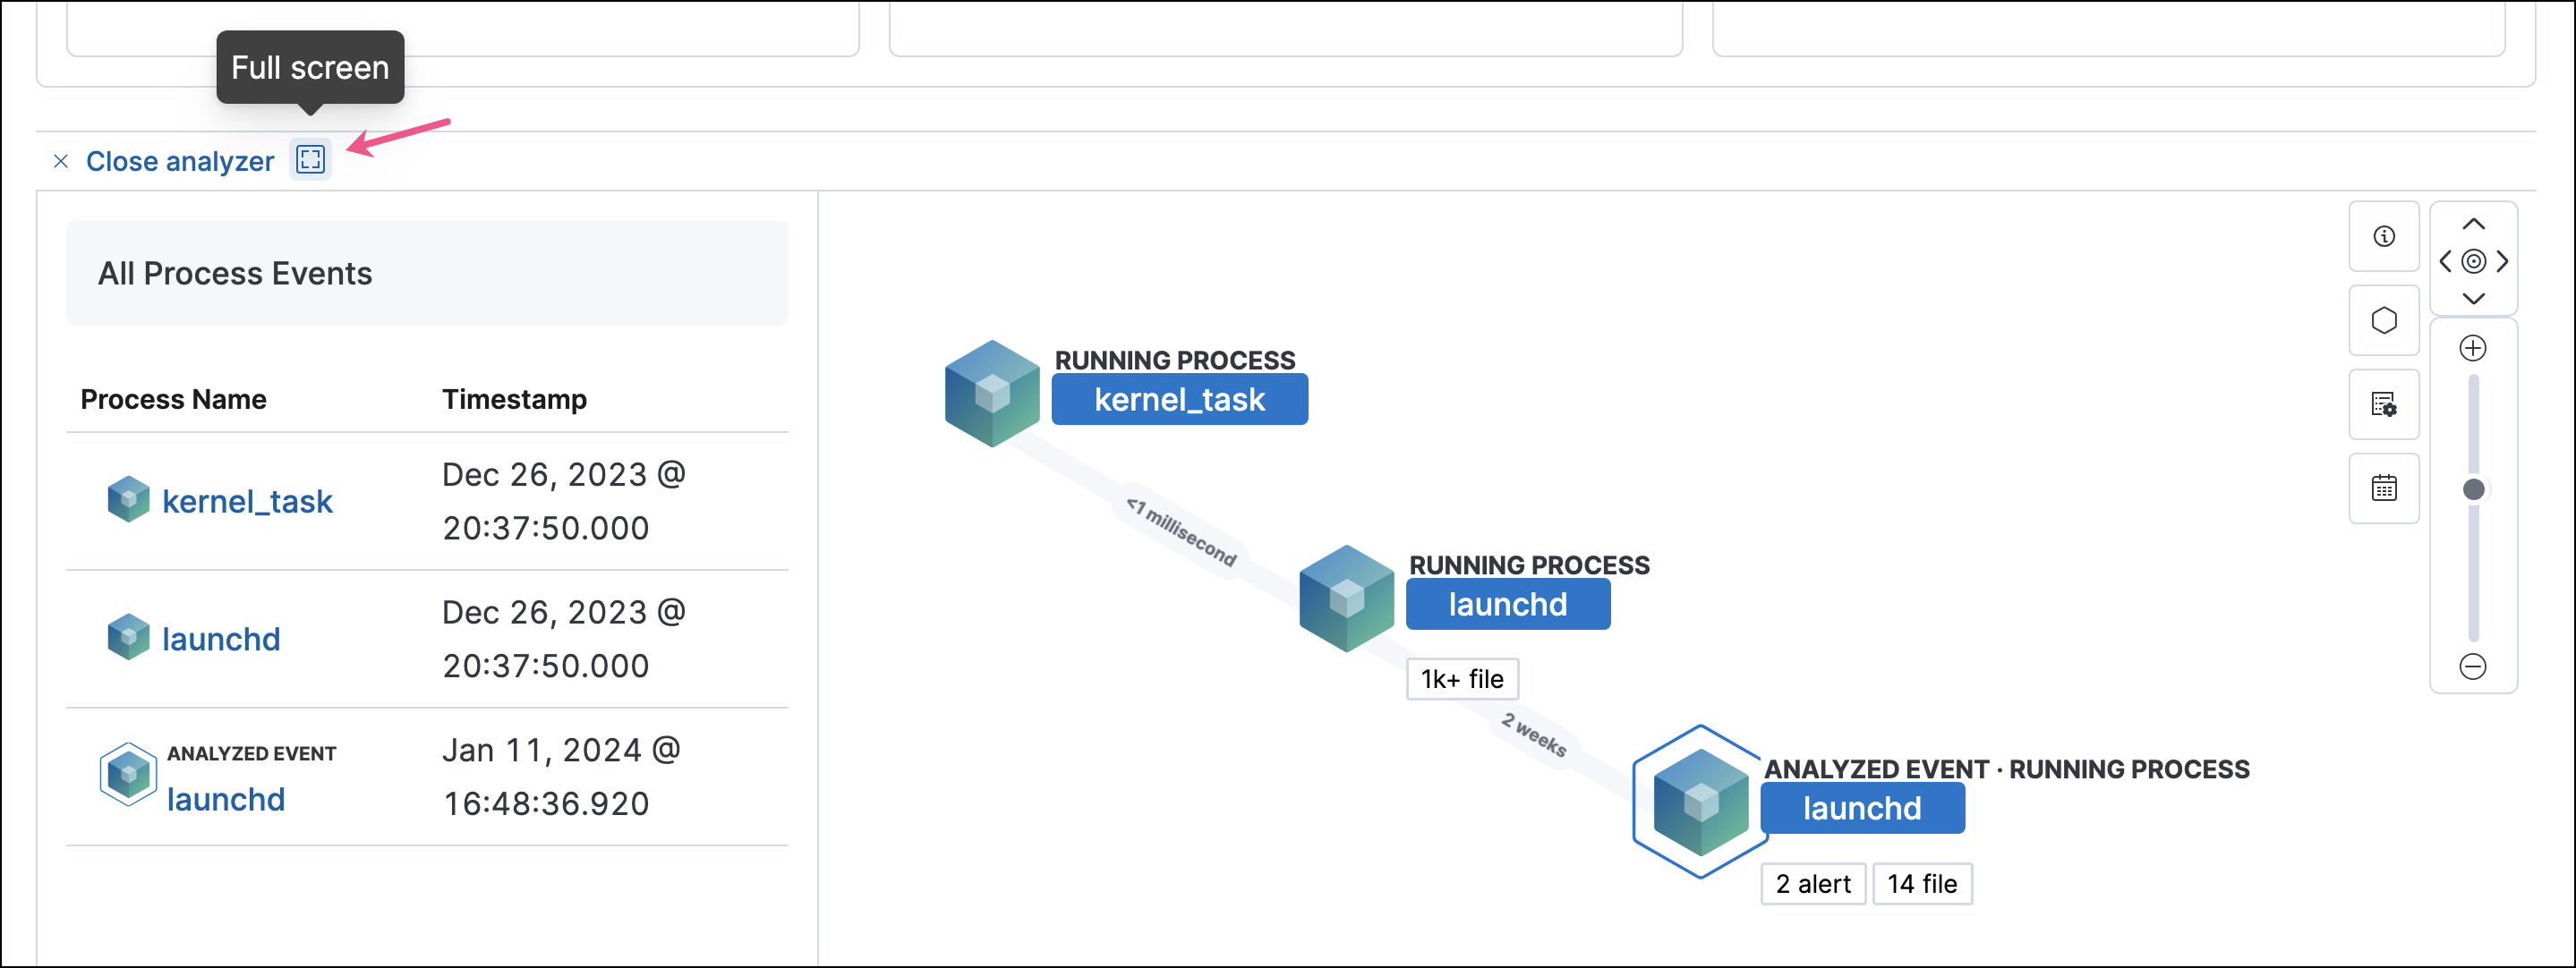 Full screen
Close analyzer
All Process Events
Process Name Timestamp
kernel_task
Dec 26, 2023 @
20:37:50.000
launchd
Dec 26, 2023 @
20:37:50.000
ANALYZED EVENT
launchd
Jan 11, 2024 @
16:48:36.920
RUNNING PROCESS
kernel_task
<1 millisecond
RUNNING PROCESS
launchd
1k+ file
2 weeks
ANALYZED EVENT · RUNNING PROCESS
launchd
2 alert 14 file